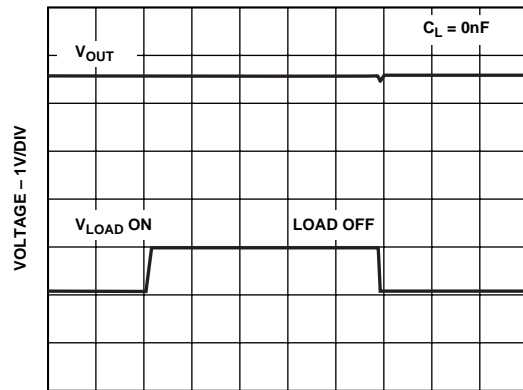 C_L = 0nF
V_OUT
VOLTAGE – 1V/DIV
V_LOAD ON
LOAD OFF